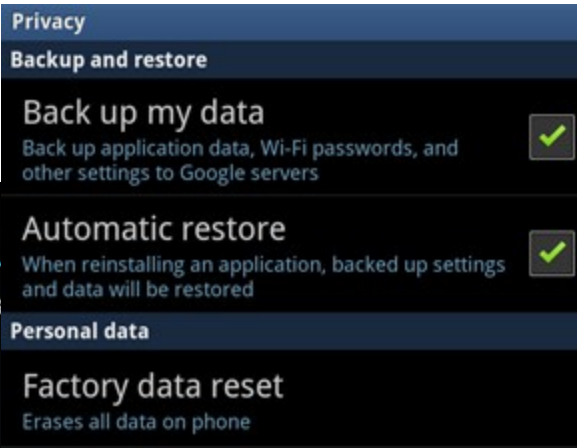 Privacy
Backup and restore
Back up my data
Back up application data, Wi-Fi passwords, and
other settings to Google servers
Automatic restore
When reinstalling an application, backed up settings
and data will be restored
Personal data
Factory data reset
Erases all data on phone